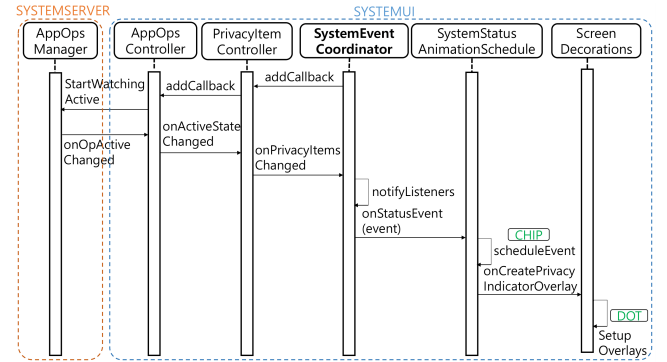 SYSTEMSERVER
SYSTEMUI
AppOps
Manager
AppOps
Controller
PrivacyItem
Controller
SystemEvent
Coordinator
SystemStatus
AnimationSchedule
Screen
Decorations
StartWatching
Active
addCallback
addCallback
onOpActive
Changed
onActiveState
Changed
onPrivacyItems
Changed
notifyListeners
onStatusEvent
(event)
CHIP
scheduleEvent
onCreatePrivacy
IndicatorOverlay
DOT
Setup
Overlays